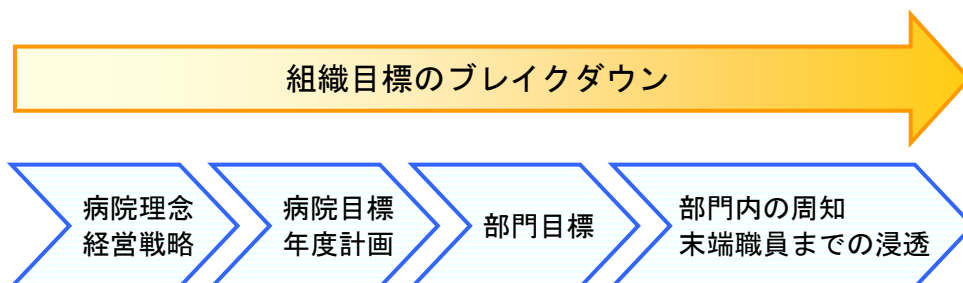 組織目標のブレイクダウン
病院理念
経営戦略
病院目標
年度計画
部門目標
部門内の周知
末端職員までの浸透